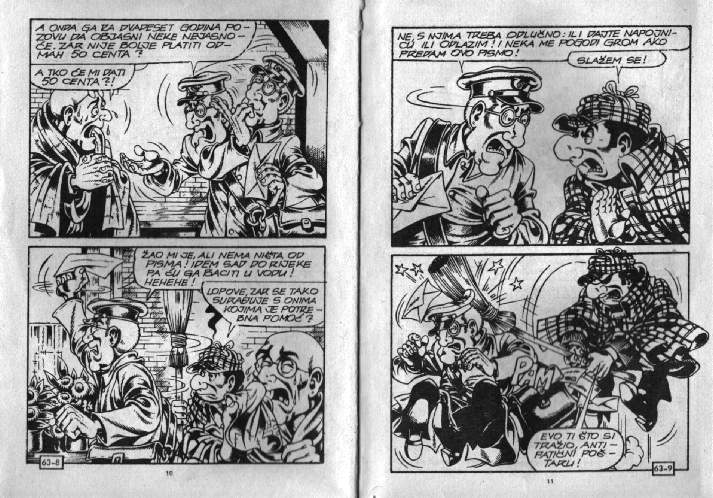 A ONDA GA ZA DVADESET GODINA PO-
ZOVU DA OBJASNI NEKE NEJASNO-
ĆE. ZAR NIJE BOLJE PLATITI OD-
MAH 50 CENTA?
A TKO ĆE MI DATI
50 CENTA?!
ŽAO MI JE, ALI NEMA NIŠTA OD
PISMA! IDEM SAD DO RIJEKE
PA ĆU GA BACITI U VODU!
HEHEHE!
LOPOVE, ZAR SE TAKO
SURAĐUJE S ONIMA
KOJIMA JE POTRE-
BNA POMOĆ?
63-8
10
NE, S NJIMA TREBA ODLUČNO: ILI DAJTE NAPOJNI-
CU ILI ODLAZIM! I NEKA ME POGODI GROM AKO
PREDAM OVO PISMO!
SLAŽEM SE!
EVO TI ŠTO SI
TRAŽIO, ANTI-
PATIČNI POŠ-
TARU!
63-9
11